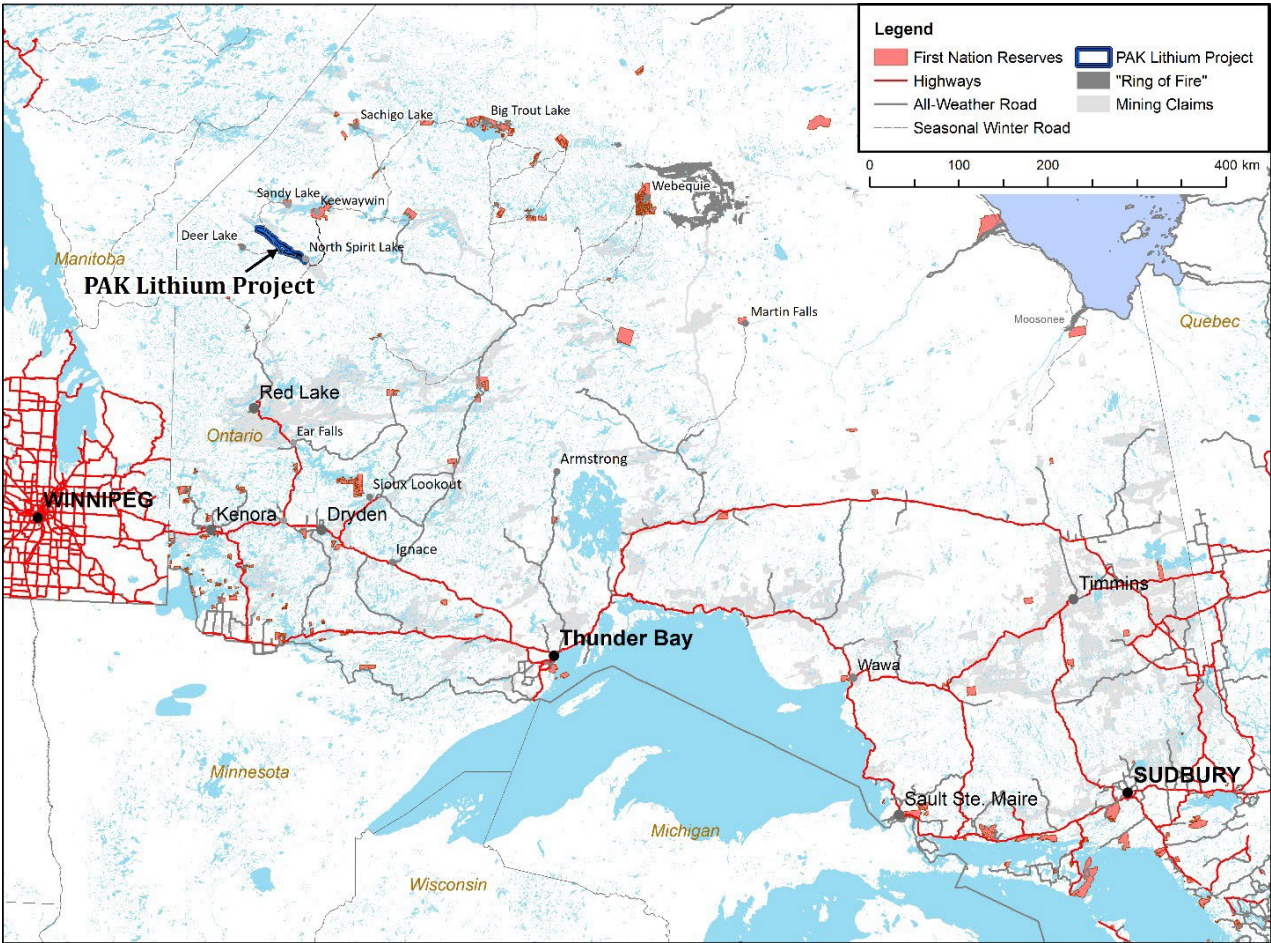 Legend
First Nation Reserves
PAK Lithium Project
Highways
"Ring of Fire"
All-Weather Road
Mining Claims
Seasonal Winter Road
0 100 200 400 km
Sachigo Lake
Big Trout Lake
Webequie
Sandy Lake
Keewaywin
Deer Lake
North Spirit Lake
Manitoba
PAK Lithium Project
Martin Falls
Moosonee
Quebec
Red Lake
Ontario
Ear Falls
Armstrong
Sioux Lookout
WINNIPEG
Kenora
Dryden
Ignace
Timmins
Thunder Bay
Wawa
Minnesota
SUDBURY
Sault Ste. Maire
Michigan
Wisconsin